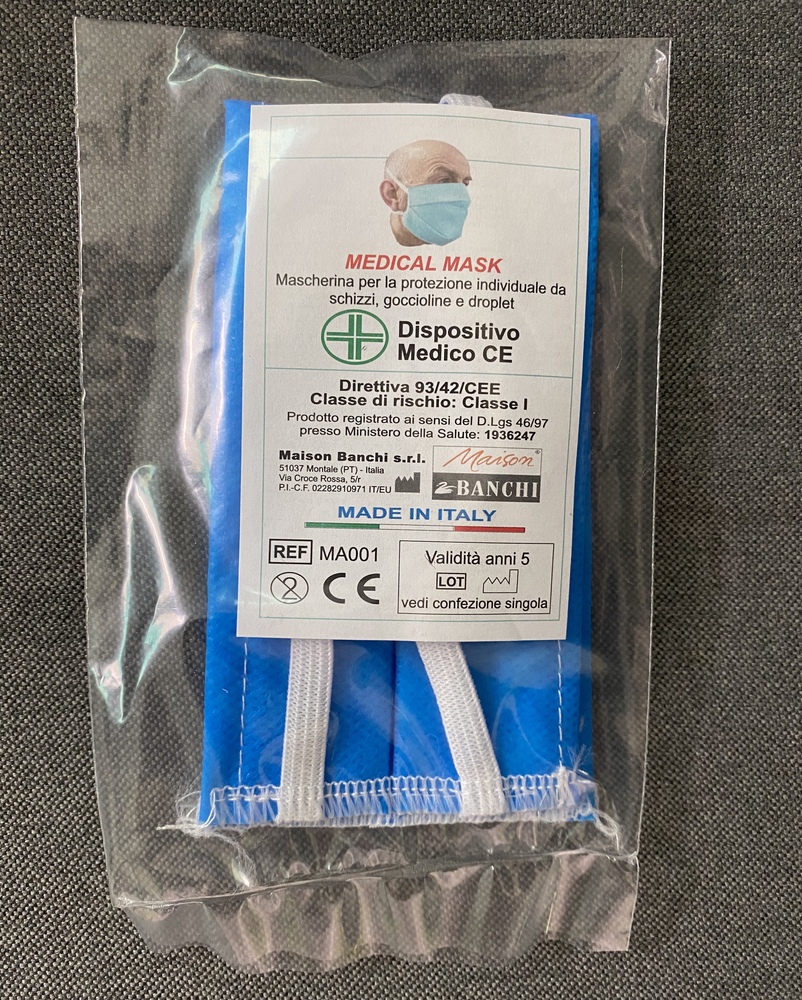 MEDICAL MASK
Mascherina per la protezione individuale da
schizzi, goccioline e droplet
Dispositivo
Medico CE
Direttiva 93/42/CEE
Classe di rischio: Classe I
Prodotto registrato ai sensi del D.Lgs 46/97
presso Ministero della Salute: 1936247
Maison Banchi s.r.l.
51037 Montale (PT) - Italia
Via Croce Rossa, 5/r
P.I.-C.F. 02282910971 IT/EU
Maison®
BANCHI
MADE IN ITALY
REF MA001
2 CE
Validità anni 5
LOT
vedi confezione singola